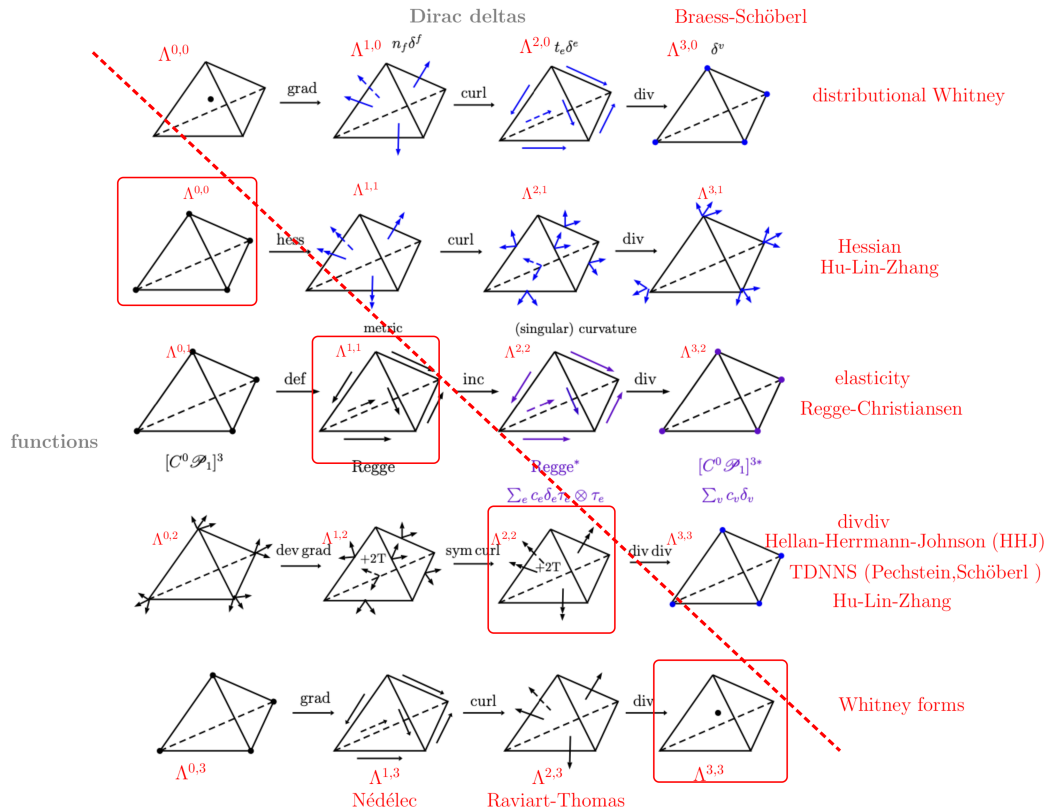 Dirac deltas
Braess-Schöberl
Λ^{0,0}
Λ^{1,0} n_f δ^f
Λ^{2,0} t_e δ^e
Λ^{3,0} δ^v
grad
curl
div
distributional Whitney
Λ^{0,0}
Λ^{1,1}
Λ^{2,1}
Λ^{3,1}
hess
curl
div
Hessian
Hu-Lin-Zhang
metric
(singular) curvature
Λ^{0,1}
Λ^{1,1}
Λ^{2,2}
Λ^{3,2}
def
inc
div
elasticity
Regge-Christiansen
functions
[C^0 𝒫_1]^3
Regge
Regge^*
[C^0 𝒫_1]^{3*}
∑_e c_e δ_e τ_e ⊗ τ_e
∑_v c_v δ_v
Λ^{0,2}
Λ^{1,2}
Λ^{2,2}
Λ^{3,3}
dev grad
+2T
sym curl
+2T
div div
divdiv
Hellan-Herrmann-Johnson (HHJ)
TDNNS (Pechstein,Schöberl )
Hu-Lin-Zhang
grad
curl
div
Whitney forms
Λ^{0,3}
Λ^{1,3}
Λ^{2,3}
Λ^{3,3}
Nédélec
Raviart-Thomas